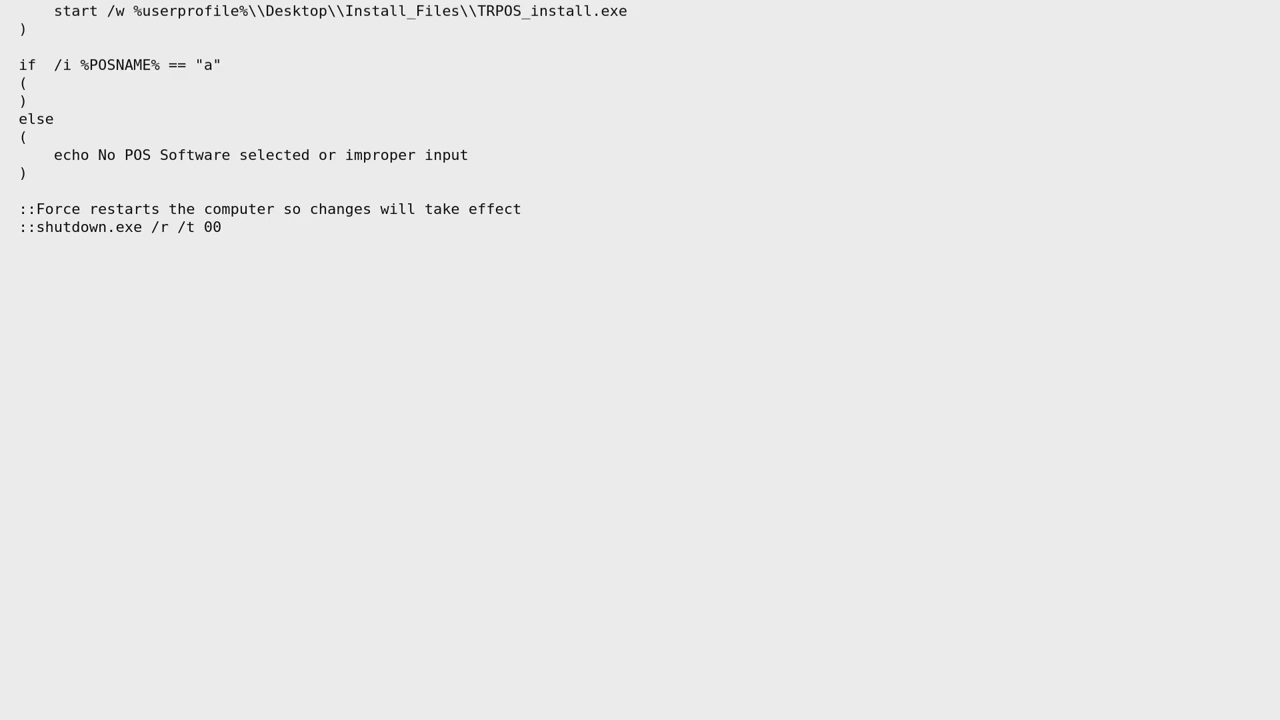 start /w %userprofile%\\Desktop\\Install_Files\\TRPOS_install.exe
)

if  /i %POSNAME% == "a"
(
)
else
(
    echo No POS Software selected or improper input
)

::Force restarts the computer so changes will take effect
::shutdown.exe /r /t 00